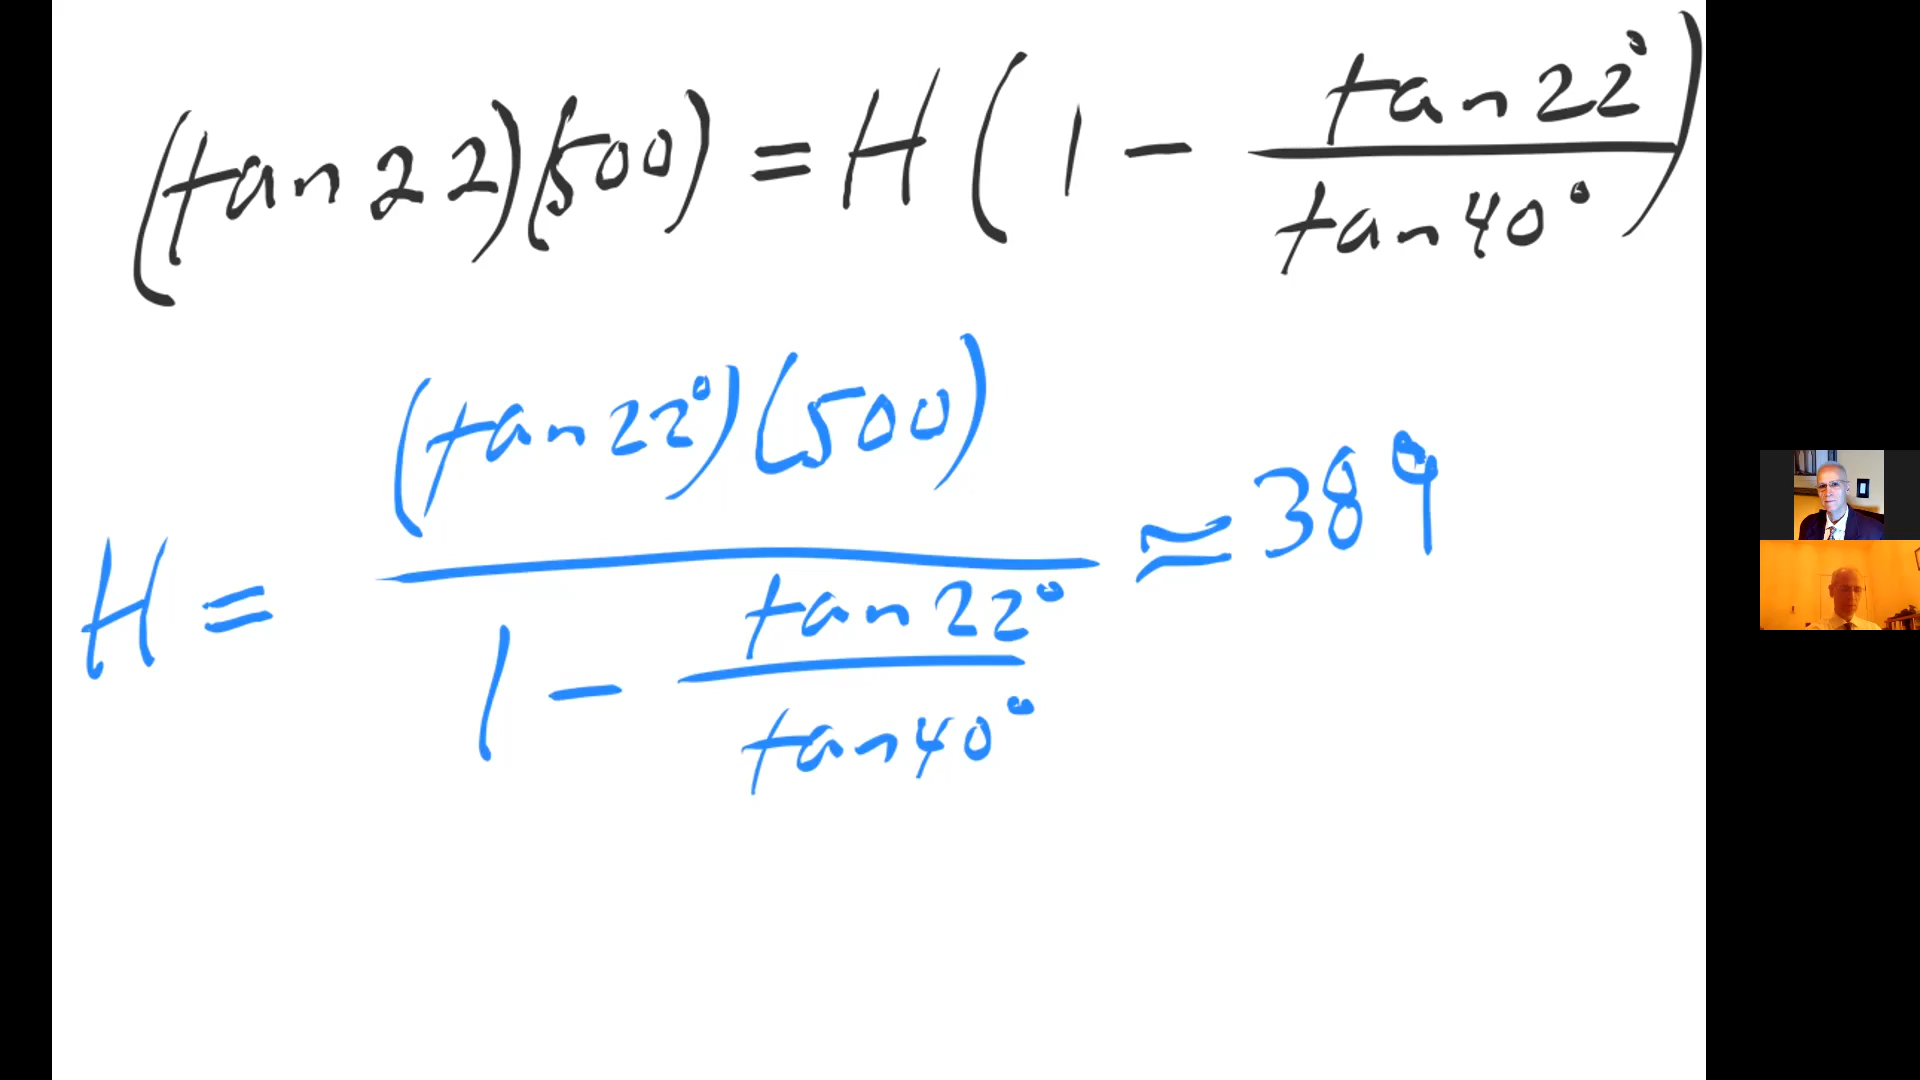 (tan 22)(500) = H(1 - tan 22° / tan 40°)
H = (tan 22°)(500) / (1 - tan 22° / tan 40°) ≈ 389